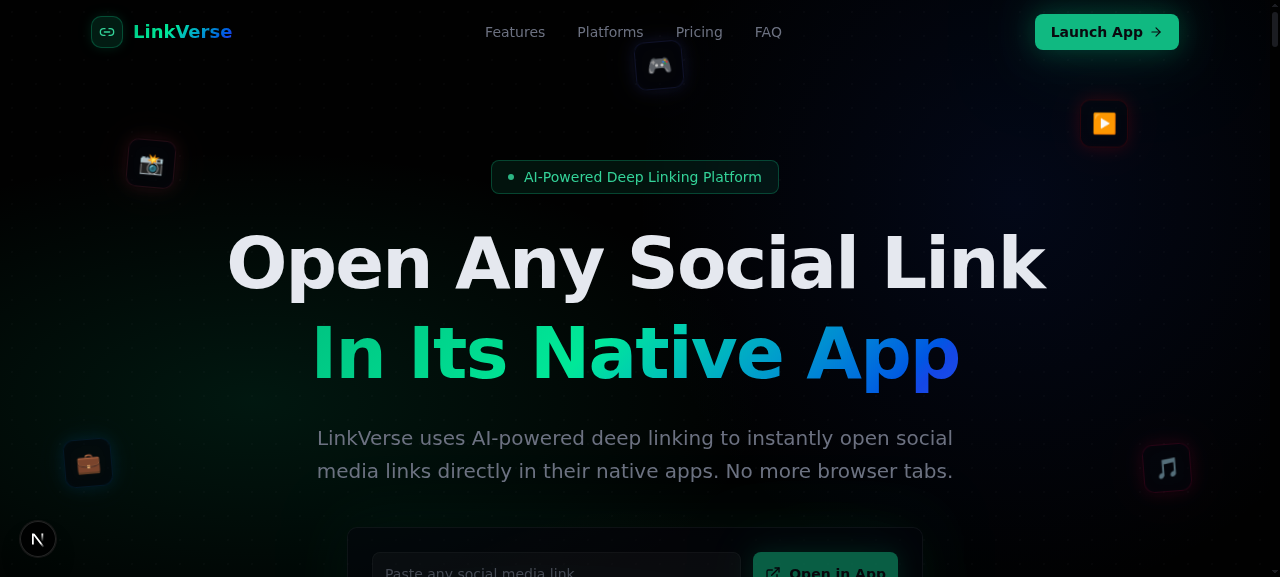 LinkVerse
Features
Platforms
Pricing
FAQ
Launch App →
AI-Powered Deep Linking Platform
Open Any Social Link
In Its Native App
LinkVerse uses AI-powered deep linking to instantly open social
media links directly in their native apps. No more browser tabs.
N
Paste any social media link
Open in App